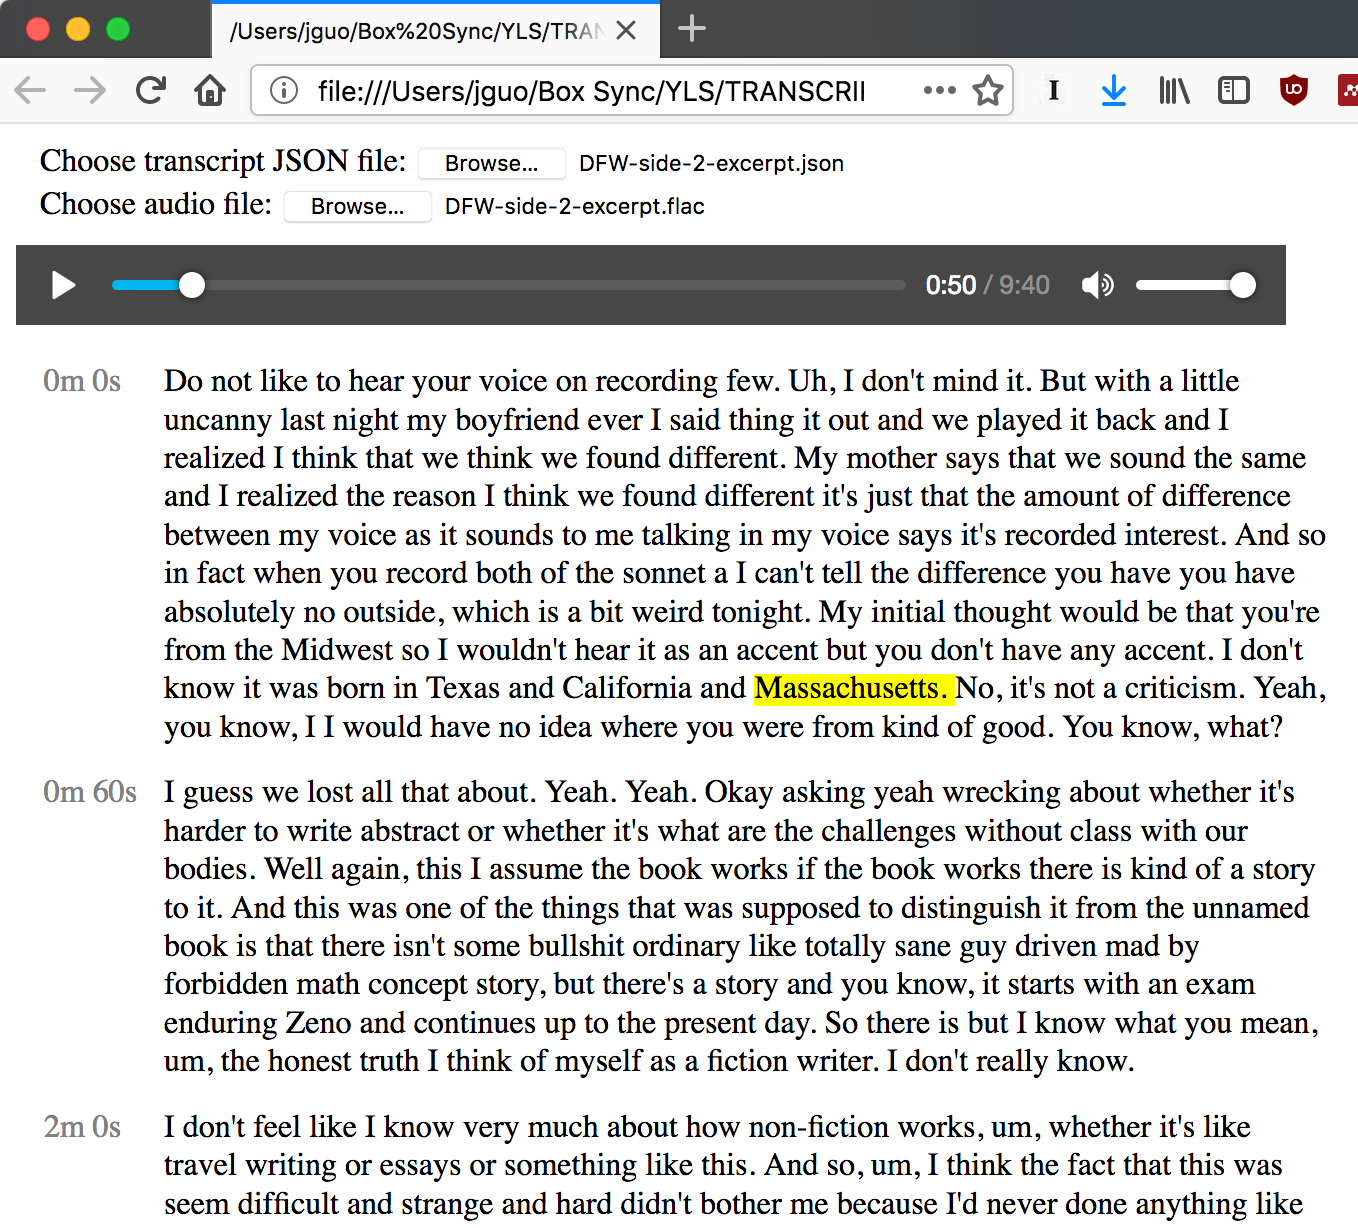 /Users/jguo/Box%20Sync/YLS/TRAN
file:///Users/jguo/Box Sync/YLS/TRANSCRI
Choose transcript JSON file: Browse... DFW-side-2-excerpt.json
Choose audio file: Browse... DFW-side-2-excerpt.flac
0:50 / 9:40
0m 0s Do not like to hear your voice on recording few. Uh, I don't mind it. But with a little
uncanny last night my boyfriend ever I said thing it out and we played it back and I
realized I think that we think we found different. My mother says that we sound the same
and I realized the reason I think we found different it's just that the amount of difference
between my voice as it sounds to me talking in my voice says it's recorded interest. And so
in fact when you record both of the sonnet a I can't tell the difference you have you have
absolutely no outside, which is a bit weird tonight. My initial thought would be that you're
from the Midwest so I wouldn't hear it as an accent but you don't have any accent. I don't
know it was born in Texas and California and Massachusetts. No, it's not a criticism. Yeah,
you know, I I would have no idea where you were from kind of good. You know, what?
0m 60s I guess we lost all that about. Yeah. Yeah. Okay asking yeah wrecking about whether it's
harder to write abstract or whether it's what are the challenges without class with our
bodies. Well again, this I assume the book works if the book works there is kind of a story
to it. And this was one of the things that was supposed to distinguish it from the unnamed
book is that there isn't some bullshit ordinary like totally sane guy driven mad by
forbidden math concept story, but there's a story and you know, it starts with an exam
enduring Zeno and continues up to the present day. So there is but I know what you mean,
um, the honest truth I think of myself as a fiction writer. I don't really know.
2m 0s I don't feel like I know very much about how non-fiction works, um, whether it's like
travel writing or essays or something like this. And so, um, I think the fact that this was
seem difficult and strange and hard didn't bother me because I'd never done anything like